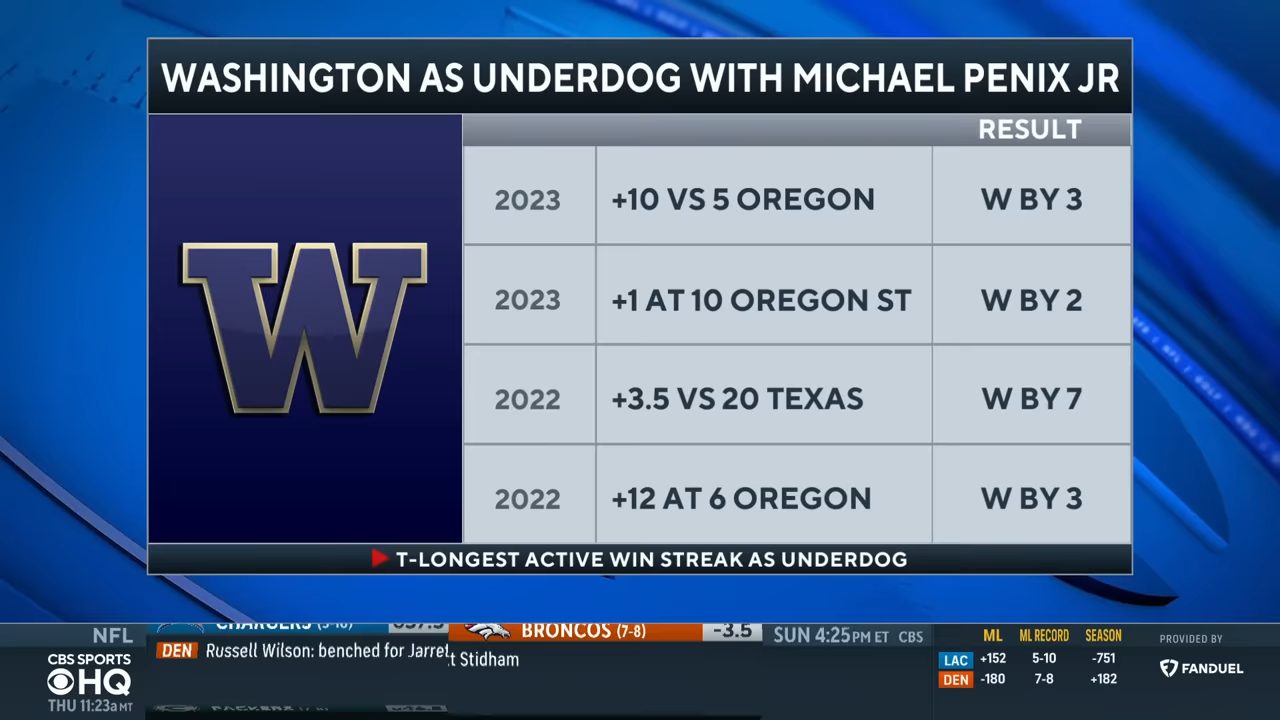 WASHINGTON AS UNDERDOG WITH MICHAEL PENIX JR
RESULT
2023 +10 VS 5 OREGON W BY 3
2023 +1 AT 10 OREGON ST W BY 2
2022 +3.5 VS 20 TEXAS W BY 7
2022 +12 AT 6 OREGON W BY 3
T-LONGEST ACTIVE WIN STREAK AS UNDERDOG
W
NFL
CBS SPORTS
HQ
THU 11:23a MT
CHARGERS
BRONCOS (7-8) -3.5
SUN 4:25PM ET CBS
DEN Russell Wilson: benched for Jarret Stidham
ML ML RECORD SEASON
LAC +152 5-10 -751
DEN -180 7-8 +182
PROVIDED BY
FANDUEL